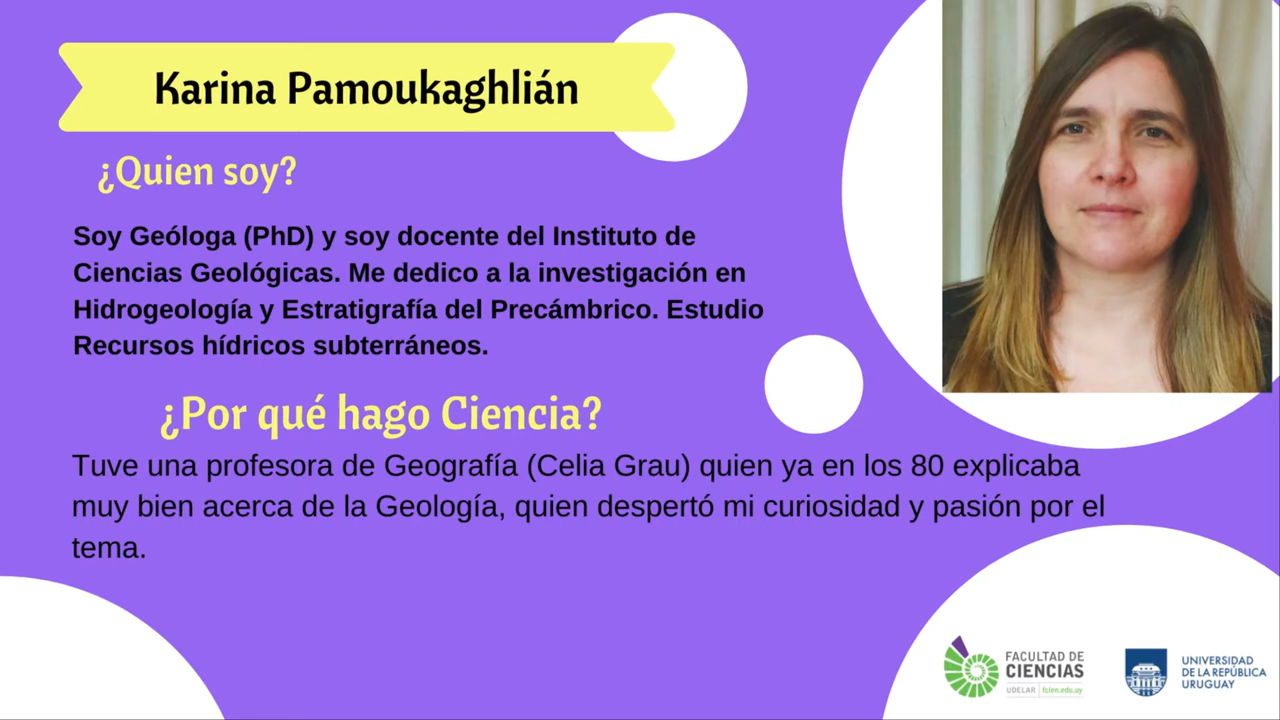 Karina Pamoukaghlián
¿Quien soy?
Soy Geóloga (PhD) y soy docente del Instituto de
Ciencias Geológicas. Me dedico a la investigación en
Hidrogeología y Estratigrafía del Precámbrico. Estudio
Recursos hídricos subterráneos.
¿Por qué hago Ciencia?
Tuve una profesora de Geografía (Celia Grau) quien ya en los 80 explicaba
muy bien acerca de la Geología, quien despertó mi curiosidad y pasión por el
tema.
FACULTAD DE
CIENCIAS
UDELAR | fcien.edu.uy
UNIVERSIDAD
DE LA REPÚBLICA
URUGUAY